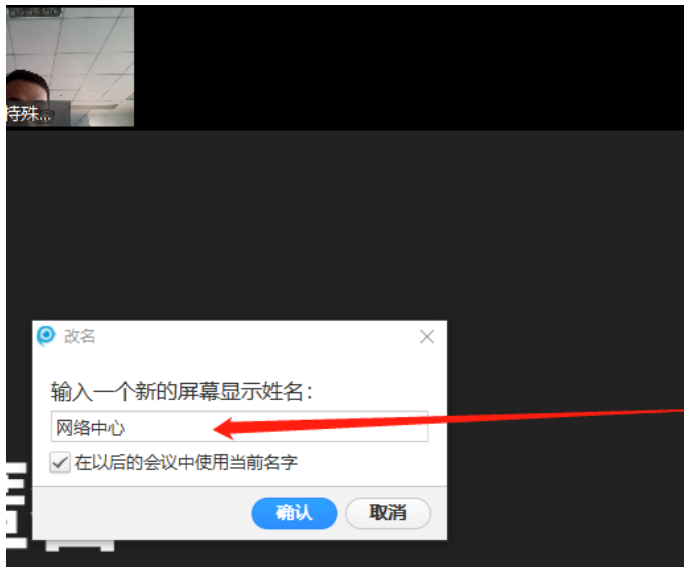 特殊...
改名
输入一个新的屏幕显示姓名：
网络中心
在以后的会议中使用当前名字
确认
取消